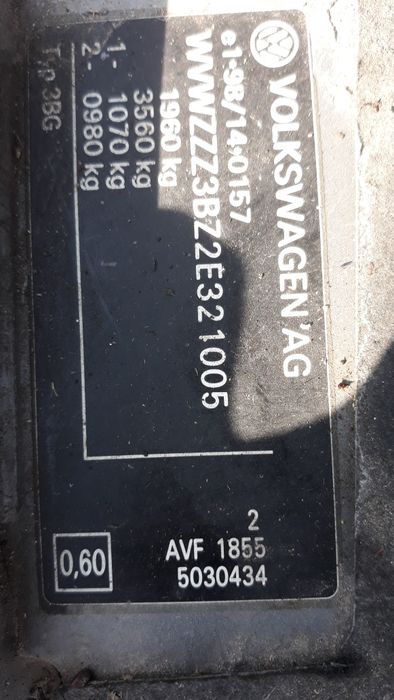 VOLKSWAGEN AG
e1*98/14*0157
WVWZZZ3BZ2E321005
1960 kg
3560 kg
1- 1070 kg
2- 0980 kg
Typ 3BG
2
AVF 1855
5030434
0,60